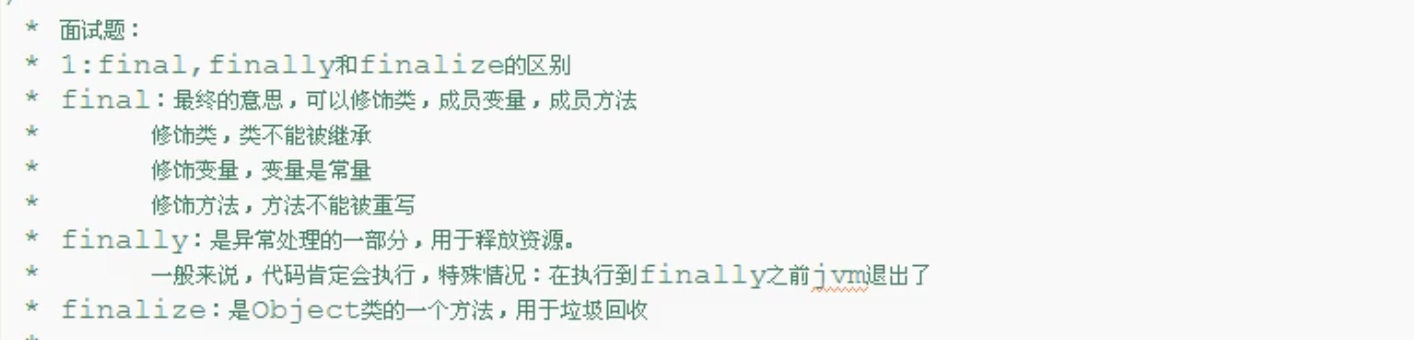 * 面试题：
* 1:final,finally和finalize的区别
* final：最终的意思，可以修饰类，成员变量，成员方法
* 修饰类，类不能被继承
* 修饰变量，变量是常量
* 修饰方法，方法不能被重写
* finally：是异常处理的一部分，用于释放资源。
* 一般来说，代码肯定会执行，特殊情况：在执行到finally之前jvm退出了
* finalize：是Object类的一个方法，用于垃圾回收